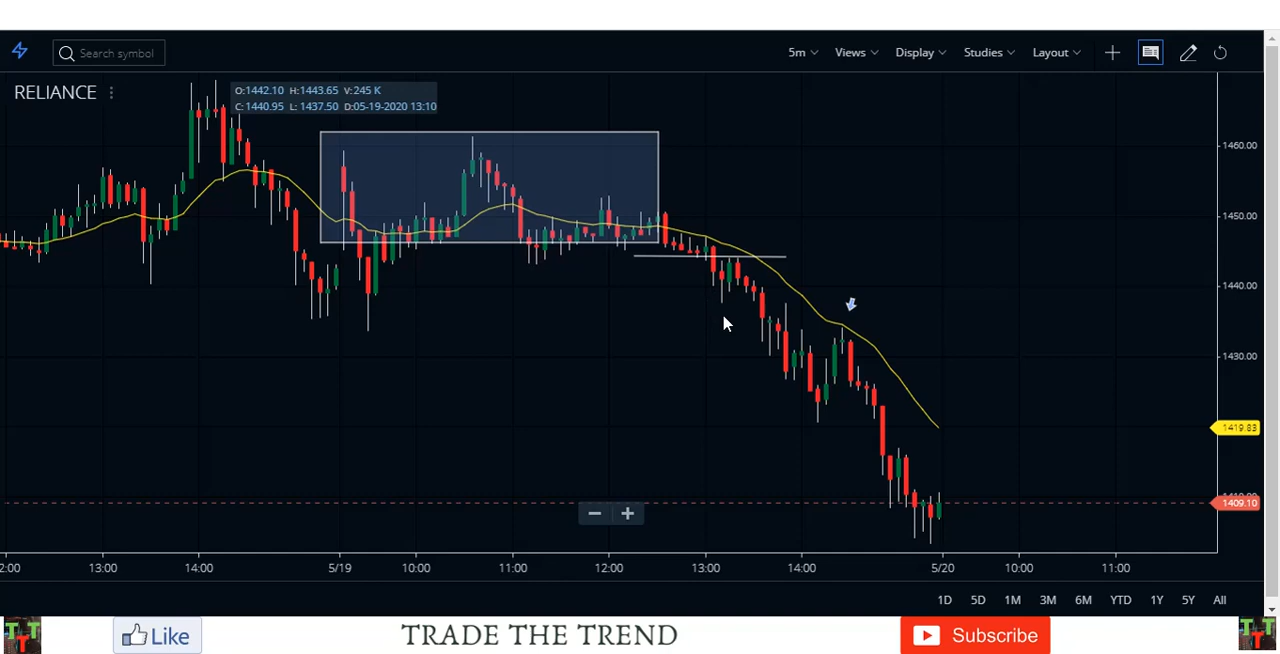 Search symbol 5m Views Display Studies Layout
RELIANCE
O:1442.10 H:1443.65 V:245 K
C:1440.95 L: 1437.50 D:05-19-2020 13:10
1460.00
1450.00
1440.00
1430.00
1419.83
1409.10
2:00 13:00 14:00 5/19 10:00 11:00 12:00 13:00 14:00 5/20 10:00 11:00
1D 5D 1M 3M 6M YTD 1Y 5Y All
TTT Like TRADE THE TREND Subscribe TTT